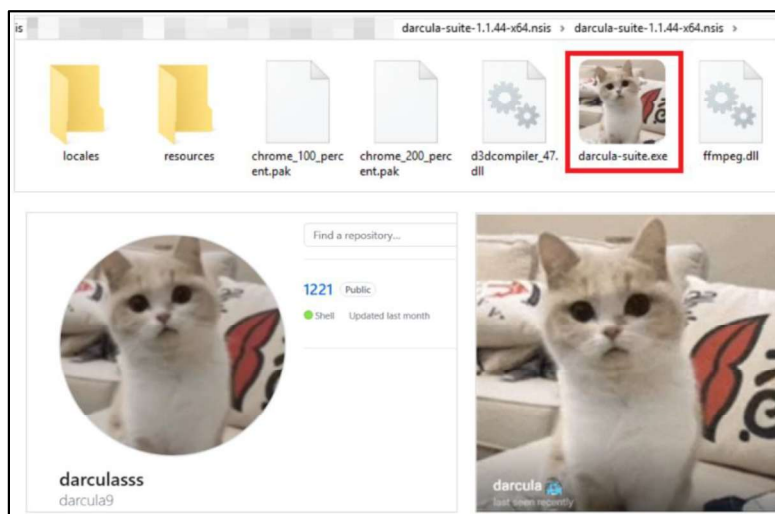 is
darcula-suite-1.1.44-x64.nsis > darcula-suite-1.1.44-x64.nsis >
locales
resources
chrome_100_perc
ent.pak
chrome_200_perc
ent.pak
d3dcompiler_47.
dll
darcula-suite.exe
ffmpeg.dll
Find a repository...
1221 Public
Shell Updated last month
darculasss
darcula9
darcula
last seen recently